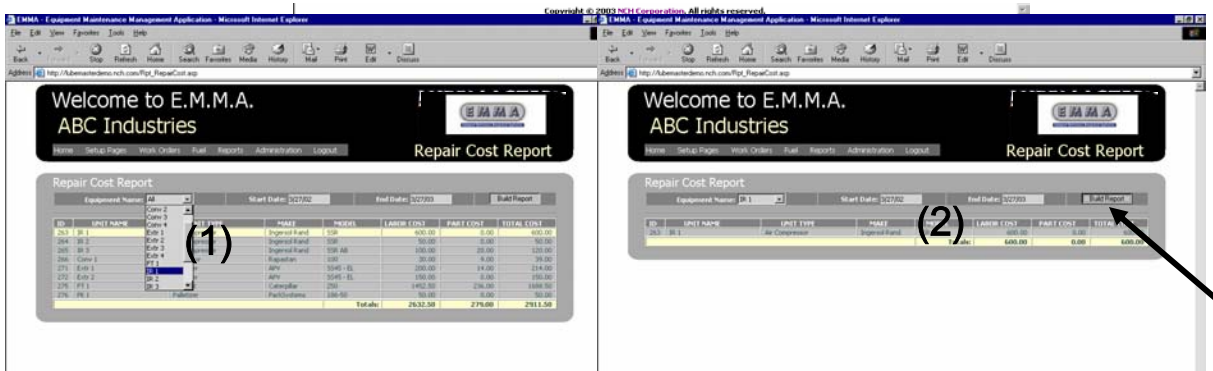 Copyright © 2003 NCH Corporation, All rights reserved.
EMMA - Equipment Maintenance Management Application - Microsoft Internet Explorer
File Edit View Favorites Tools Help
Back Stop Refresh Home Search Favorites Media History Mail Print Edit Discuss
Address http://lubemasterdemo.nch.com/Rpt_RepairCost.asp
Welcome to E.M.M.A.
ABC Industries
EMMA
Home Setup Pages Work Orders Fuel Reports Administration Logout
Repair Cost Report
Repair Cost Report
Equipment Name: All Start Date: 3/27/02 End Date: 3/27/03 Build Report
Conv 2
Conv 3
Conv 4
Extr 1
Extr 2
Extr 3
Extr 4
FT 1
IR 1
IR 2
IR 3
(1)
ID UNIT NAME UNIT TYPE MAKE MODEL LABOR COST PART COST TOTAL COST
263 IR 1 Ingersol Rand SSR 600.00 0.00 600.00
264 IR 2 Ingersol Rand SSR 50.00 0.00 50.00
265 IR 3 Ingersol Rand SSR AB 100.00 20.00 120.00
266 Conv 1 Rapastan 100 30.00 9.00 39.00
271 Extr 1 APV 5545 - EL 200.00 14.00 214.00
272 Extr 2 APV 5545 - EL 150.00 0.00 150.00
275 FT 1 Caterpillar 250 1452.50 236.00 1688.50
276 PK 1 Palletizer ParkSystems 50.00 0.00 50.00
Totals: 2632.50 279.00 2911.50
EMMA - Equipment Maintenance Management Application - Microsoft Internet Explorer
File Edit View Favorites Tools Help
Back Stop Refresh Home Search Favorites Media History Mail Print Edit Discuss
Address http://lubemasterdemo.nch.com/Rpt_RepairCost.asp
Welcome to E.M.M.A.
ABC Industries
EMMA
Home Setup Pages Work Orders Fuel Reports Administration Logout
Repair Cost Report
Repair Cost Report
Equipment Name: IR 1 Start Date: 3/27/02 End Date: 3/27/03 Build Report
(2)
ID UNIT NAME UNIT TYPE MAKE LABOR COST PART COST TOTAL COST
263 IR 1 Air Compressor Ingersol Rand 600.00 0.00 600.00
Totals: 600.00 0.00 600.00